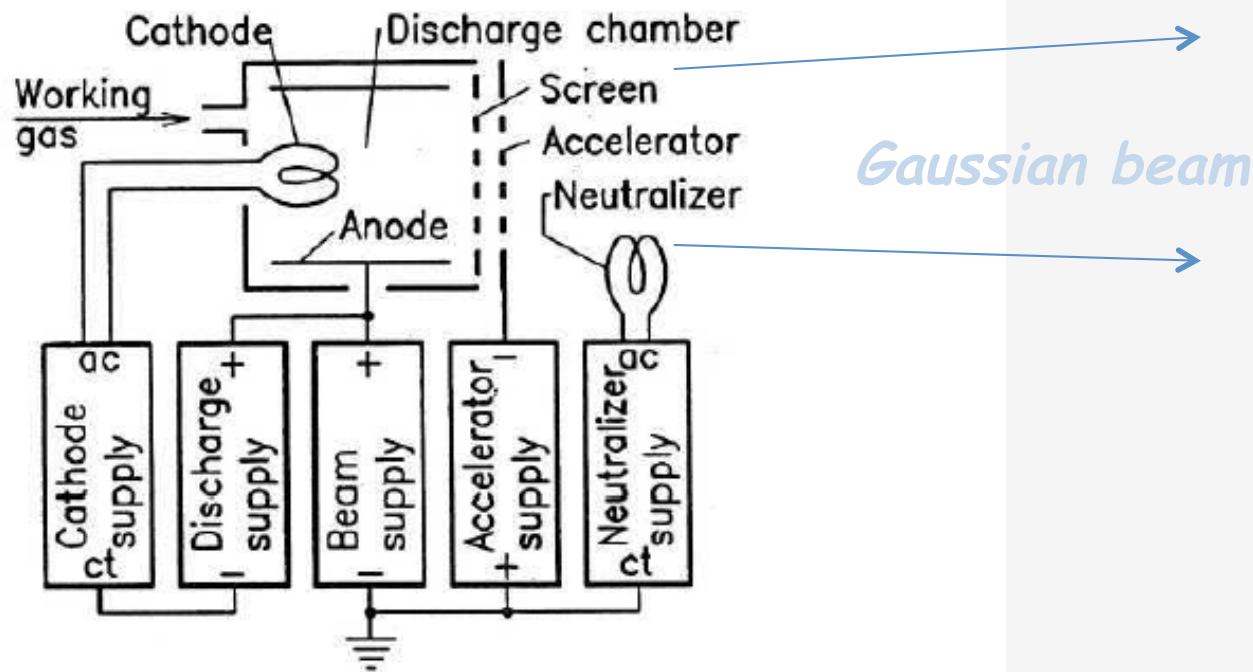 Cathode
Discharge chamber
Working
gas
Screen
Accelerator
Gaussian beam
Neutralizer
Anode
ac
+
+
-
ac
Cathode
supply
Discharge
supply
Beam
supply
Accelerator
supply
Neutralizer
supply
ct
-
-
+
ct